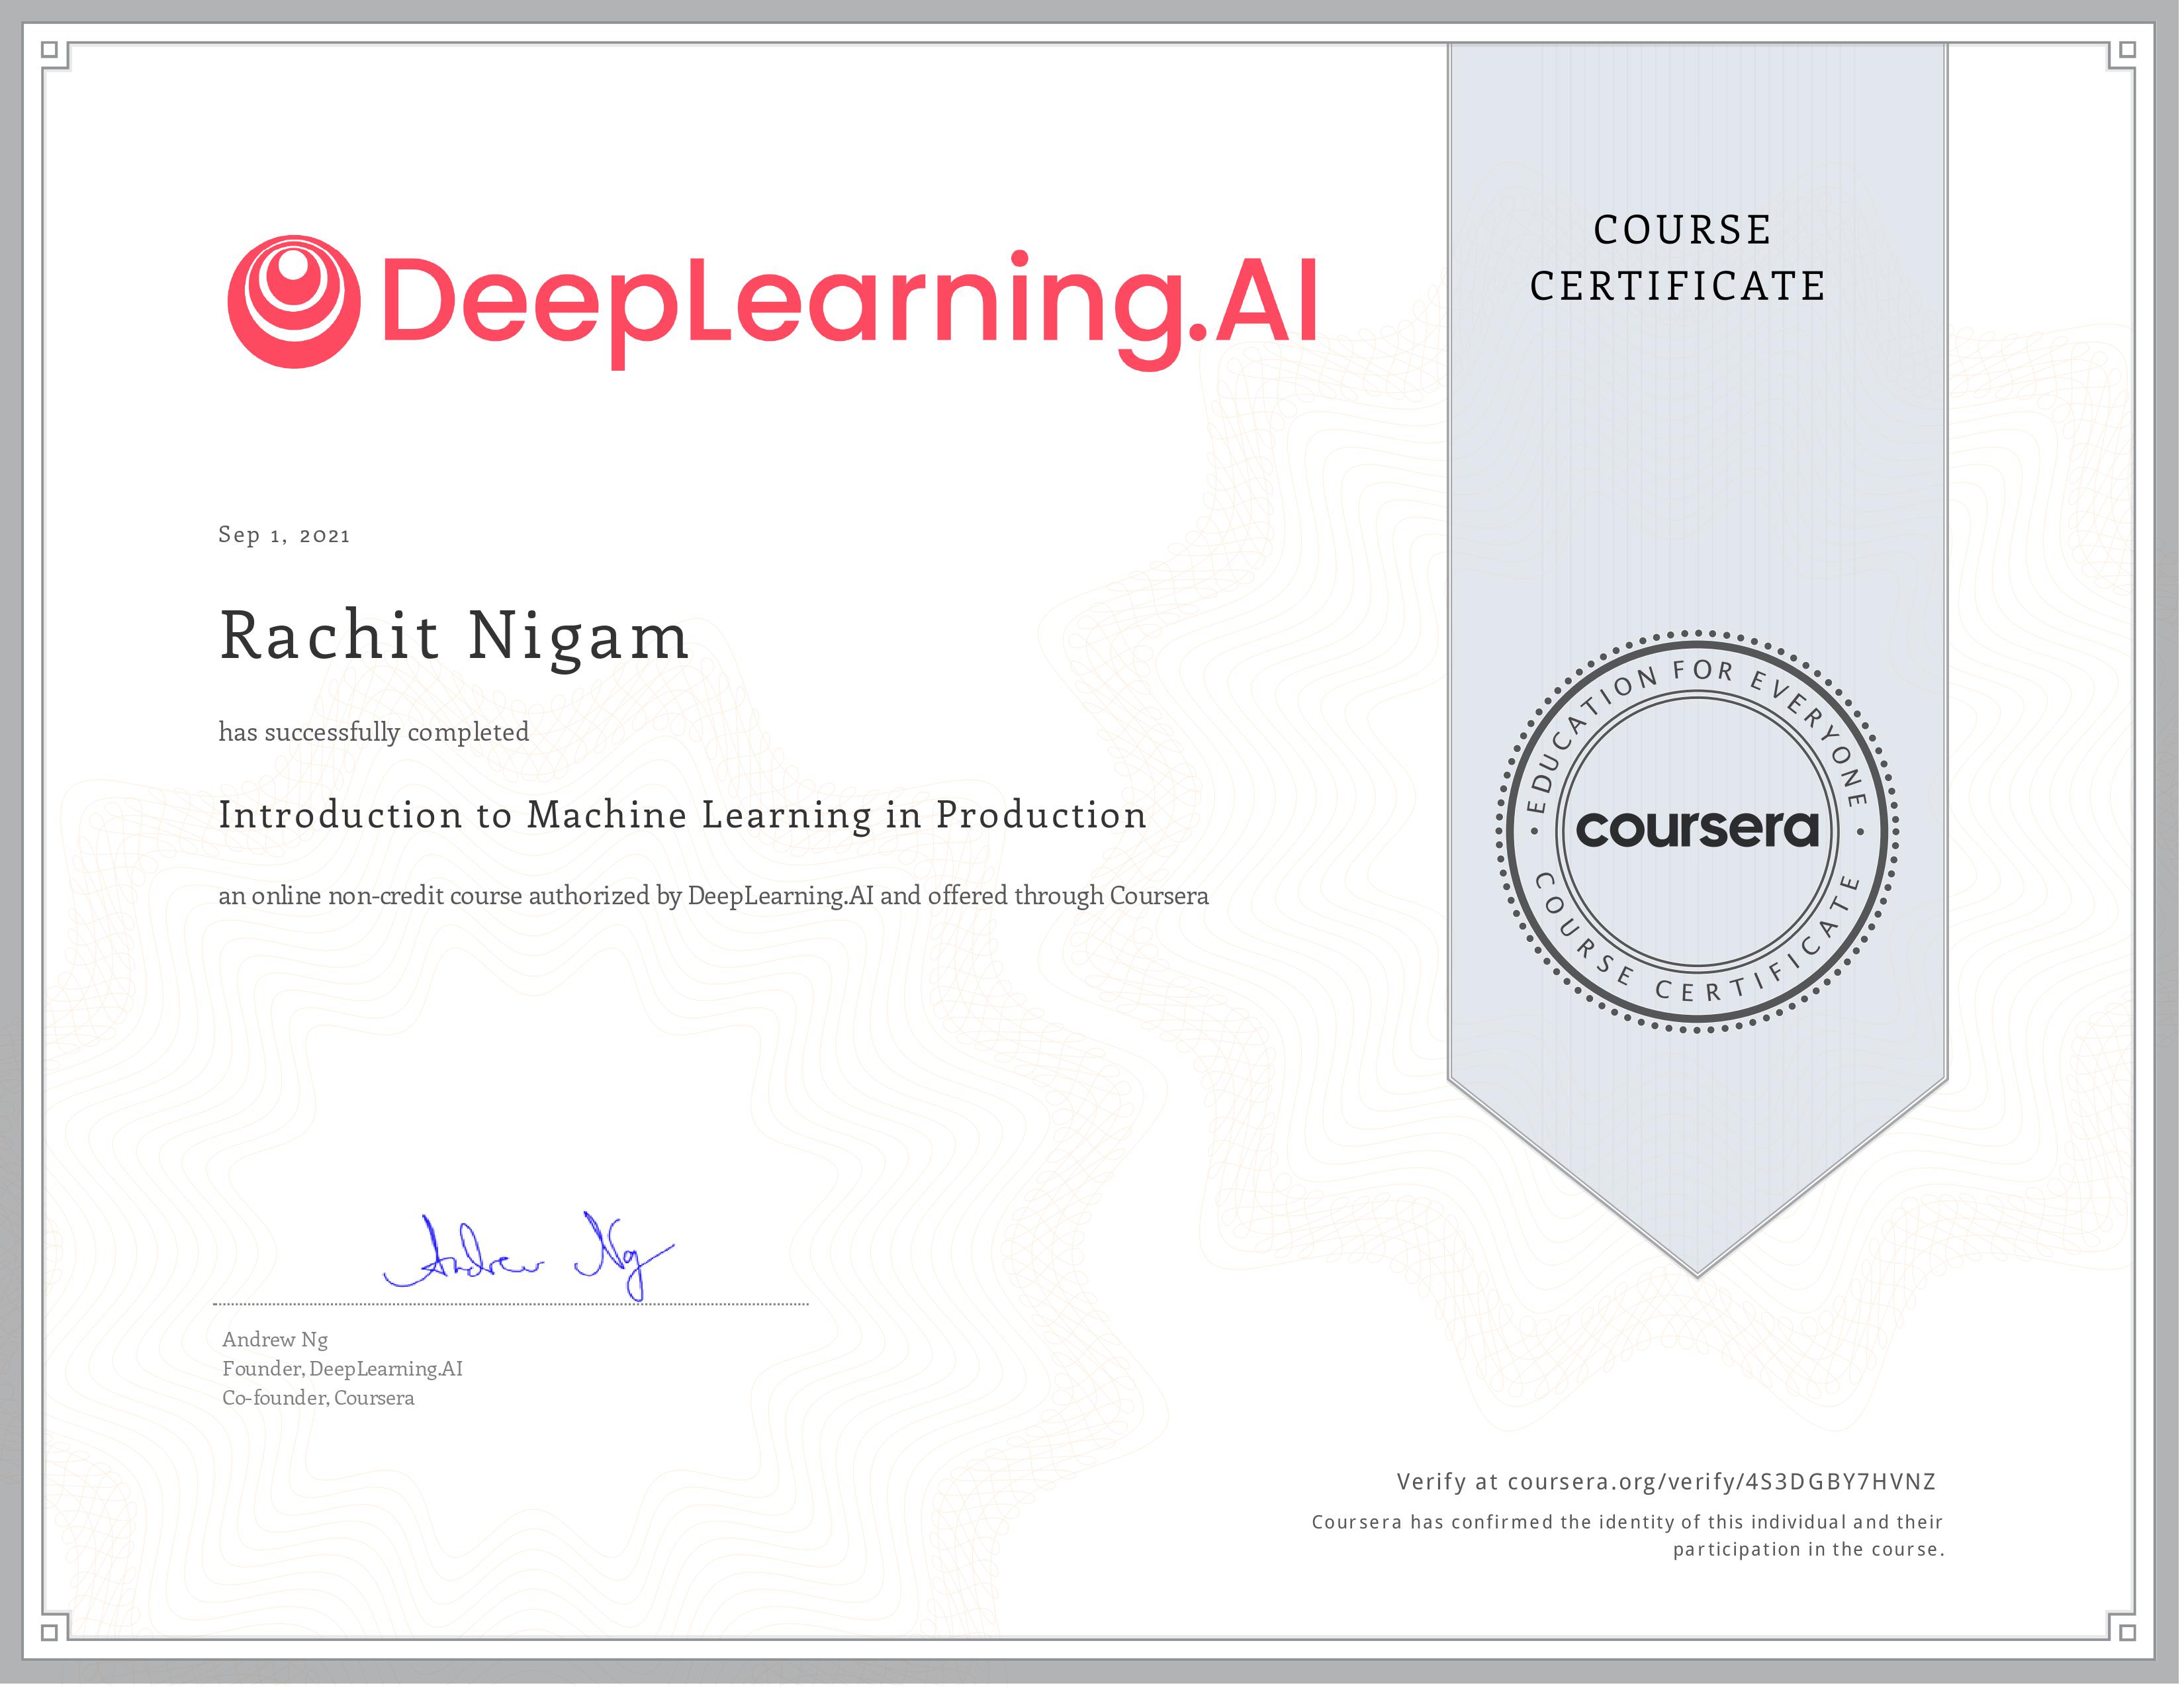 DeepLearning.AI
COURSE
CERTIFICATE
Sep 1, 2021
Rachit Nigam
has successfully completed
Introduction to Machine Learning in Production
an online non-credit course authorized by DeepLearning.AI and offered through Coursera
EDUCATION FOR EVERYONE
coursera
COURSE CERTIFICATE
Andrew Ng
Andrew Ng
Founder, DeepLearning.AI
Co-founder, Coursera
Verify at coursera.org/verify/4S3DGBY7HVNZ
Coursera has confirmed the identity of this individual and their
participation in the course.